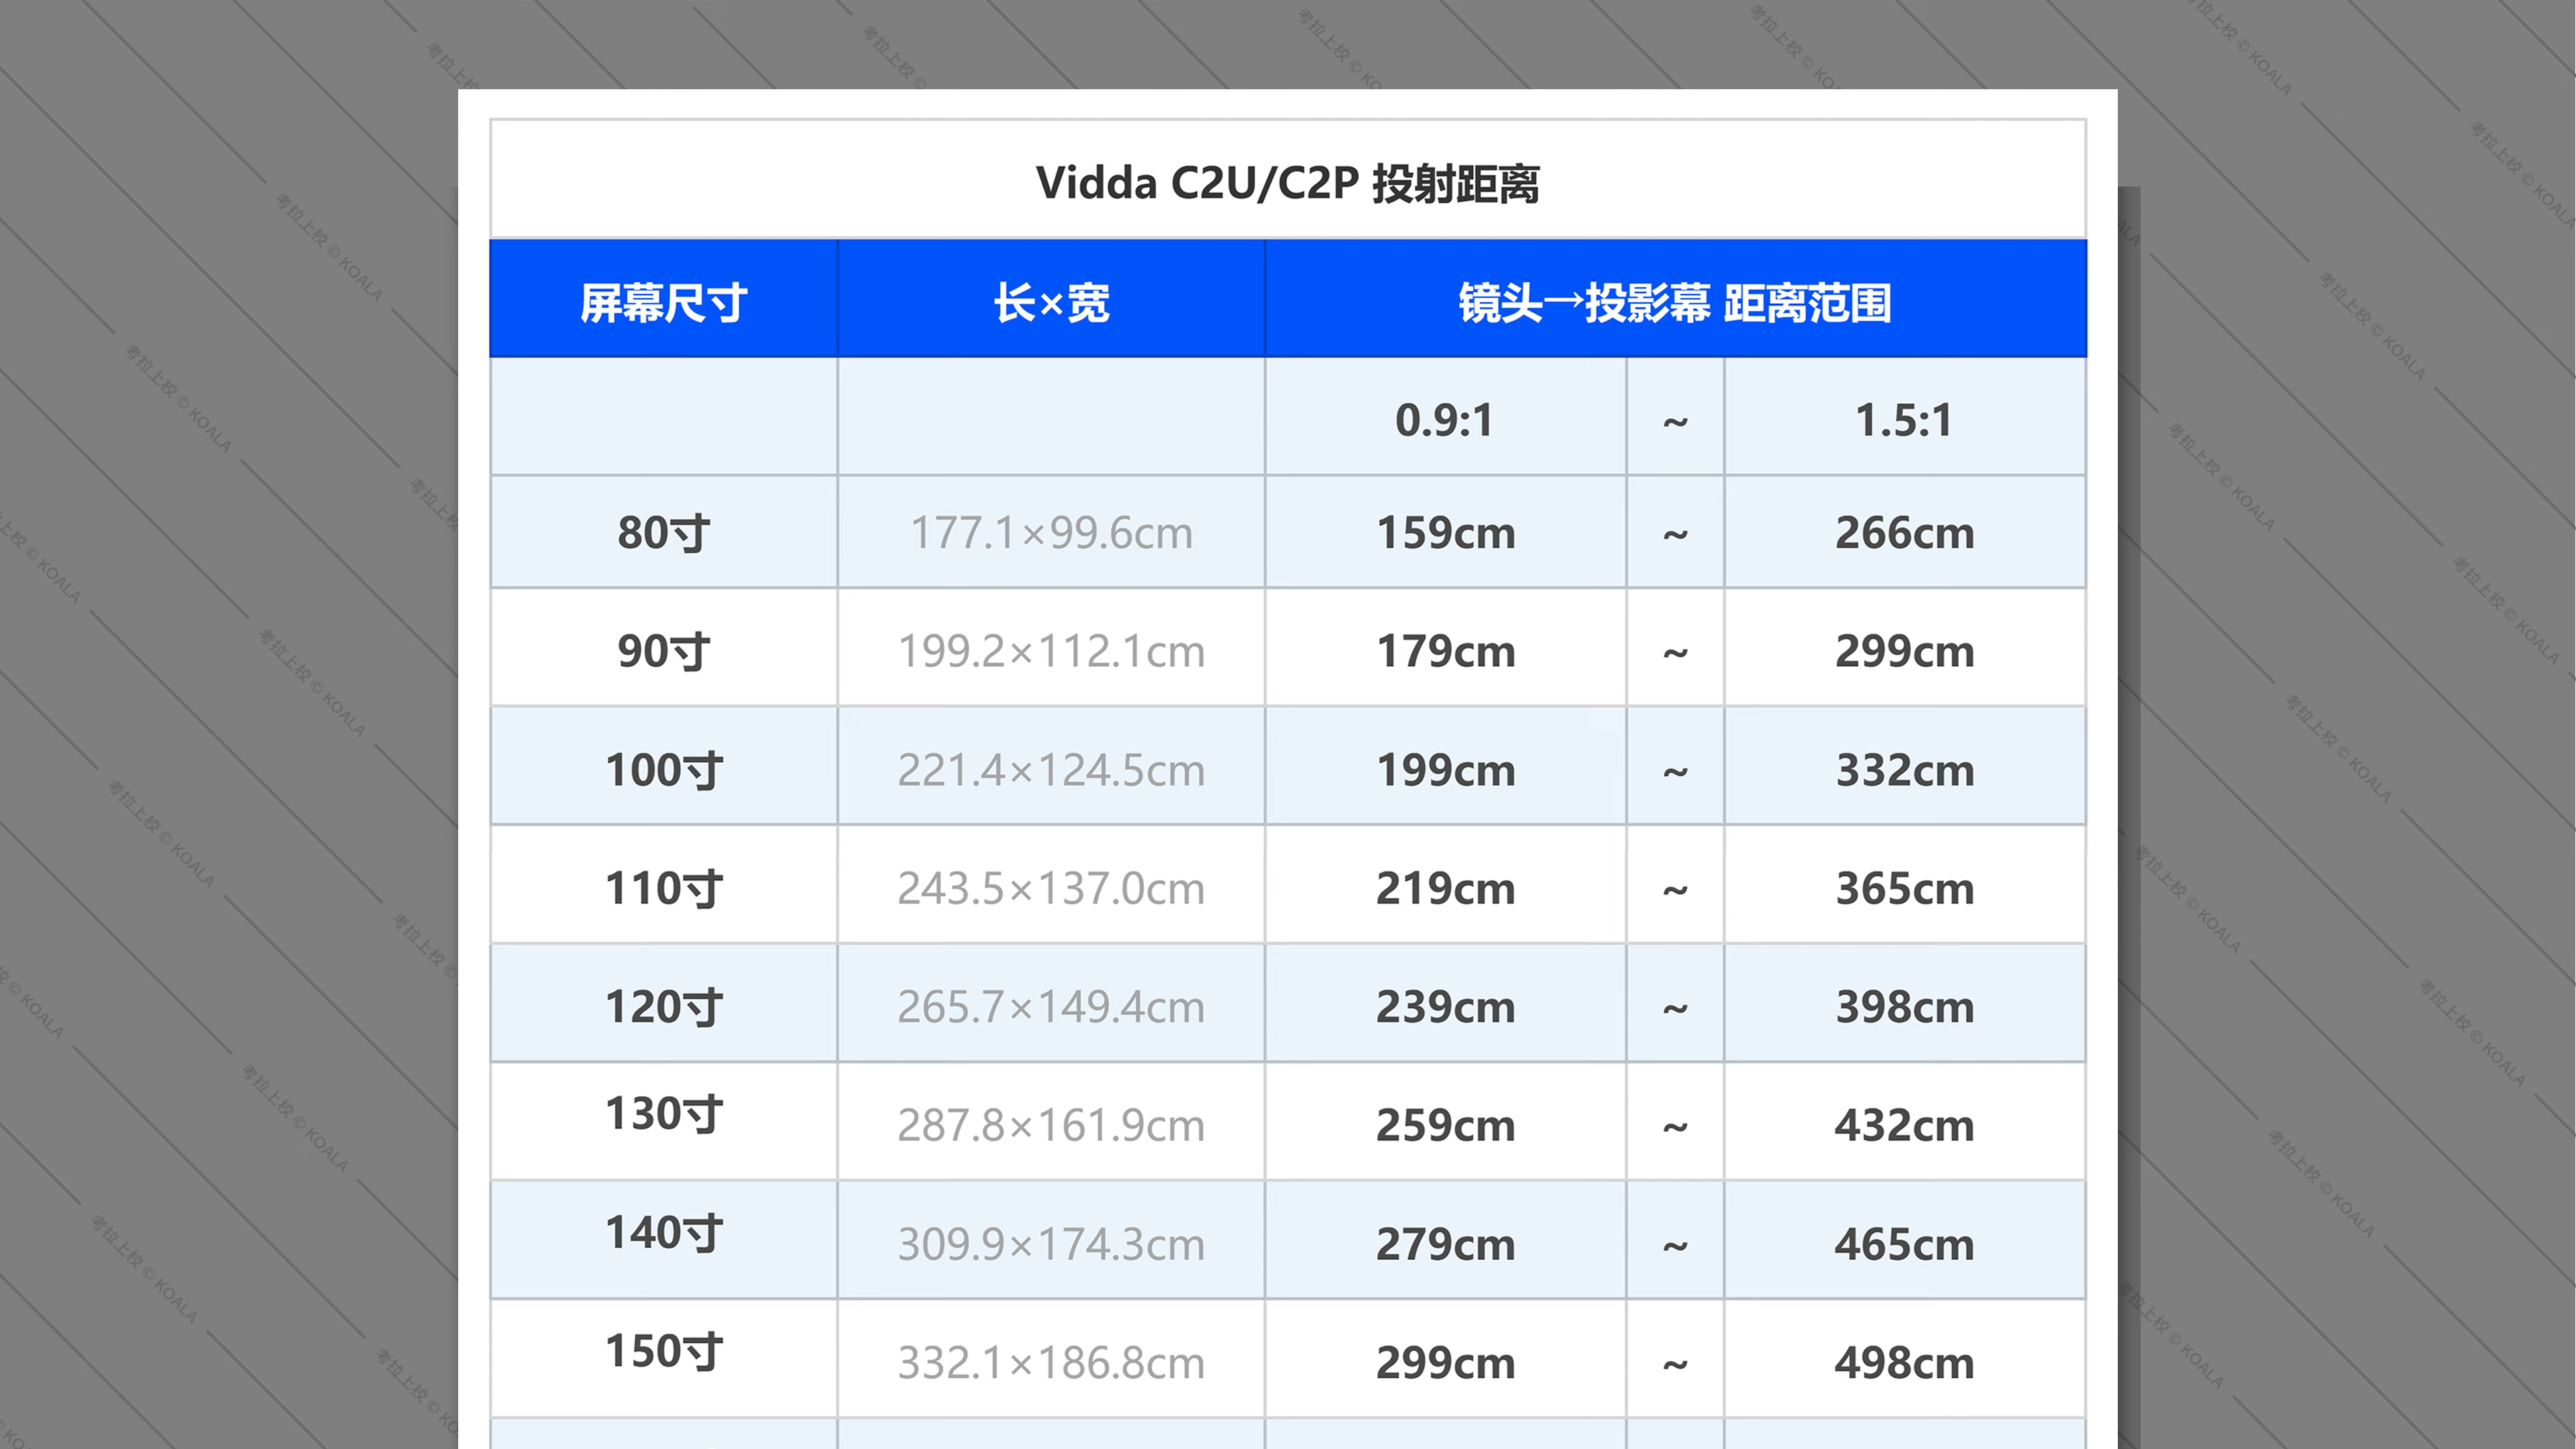 Vidda C2U/C2P 投射距离
屏幕尺寸 长×宽 镜头→投影幕 距离范围
0.9:1 ~ 1.5:1
80寸 177.1×99.6cm 159cm ~ 266cm
90寸 199.2×112.1cm 179cm ~ 299cm
100寸 221.4×124.5cm 199cm ~ 332cm
110寸 243.5×137.0cm 219cm ~ 365cm
120寸 265.7×149.4cm 239cm ~ 398cm
130寸 287.8×161.9cm 259cm ~ 432cm
140寸 309.9×174.3cm 279cm ~ 465cm
150寸 332.1×186.8cm 299cm ~ 498cm
考拉上校 © KOALA